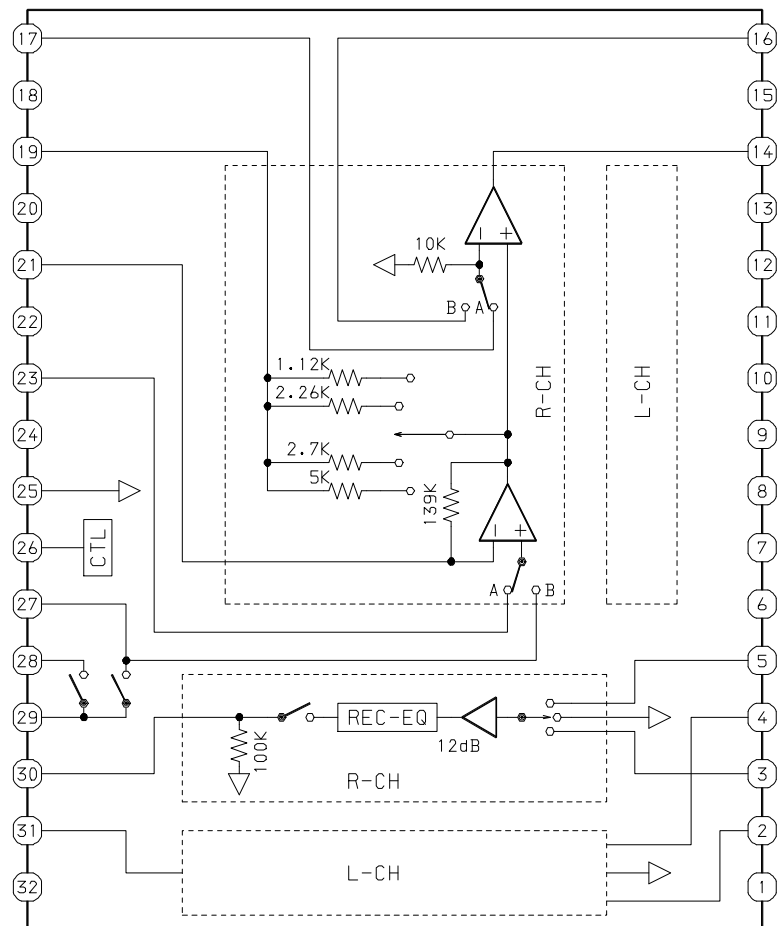 17 16
18 15
19 14
20 13
10K
21 12
B A
22 11
1.12K
23 10
2.26K
R-CH L-CH
24 9
2.7K
5K
25 8
139K
26 CTL 7
A B
27 6
28 5
29 4
REC-EQ
12dB
100K
30 3
R-CH
31 2
L-CH
32 1